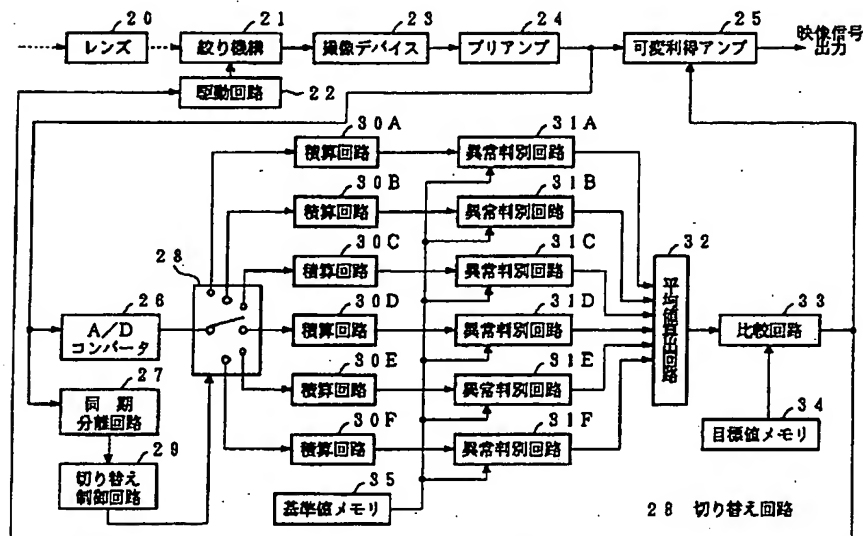 20
レンズ
21
絞り機構
23
撮像デバイス
24
プリアンプ
25
可変利得アンプ
映像信号
出力
駆動回路
22
30A
積算回路
31A
異常判別回路
30B
積算回路
31B
異常判別回路
28
30C
積算回路
31C
異常判別回路
32
平均値算出回路
26
A/D
コンバータ
30D
積算回路
31D
異常判別回路
33
比較回路
27
同期
分離回路
30E
積算回路
31E
異常判別回路
34
目標値メモリ
29
切り替え
制御回路
30F
積算回路
31F
異常判別回路
35
基準値メモリ
28 切り替え回路